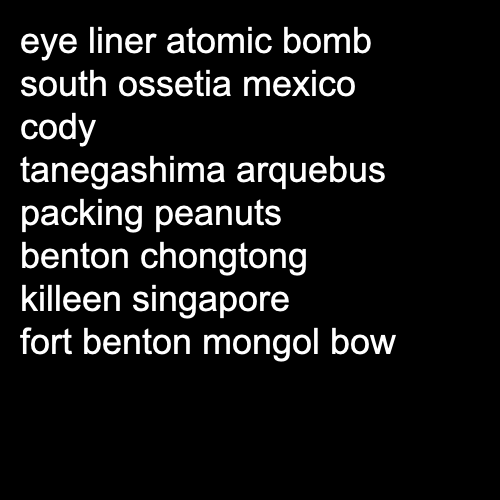 eye liner atomic bomb
south ossetia mexico
cody
tanegashima arquebus
packing peanuts
benton chongtong
killeen singapore
fort benton mongol bow